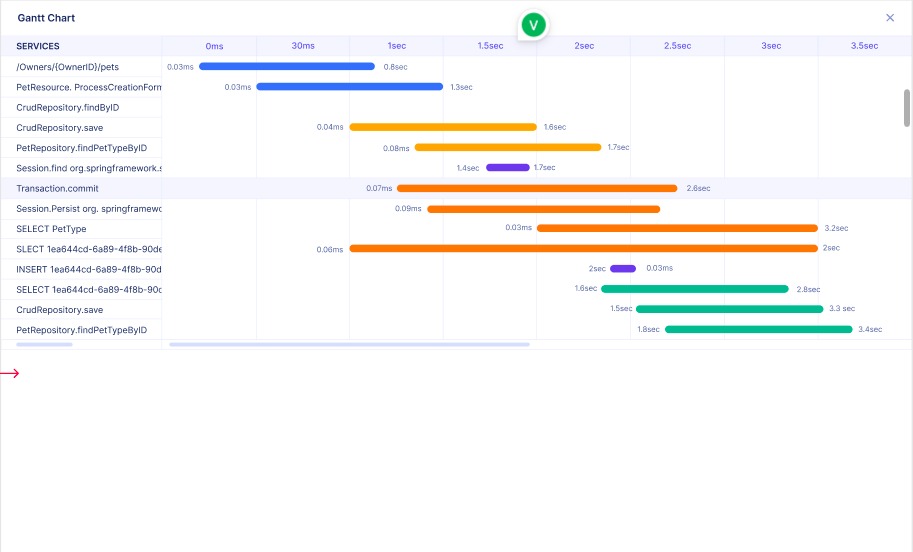 Gantt Chart
V
SERVICES 0ms 30ms 1sec 1.5sec 2sec 2.5sec 3sec 3.5sec
/Owners/{OwnerID}/pets 0.03ms 0.8sec
PetResource. ProcessCreationForm 0.03ms 1.3sec
CrudRepository.findByID
CrudRepository.save 0.04ms 1.6sec
PetRepository.findPetTypeByID 0.08ms 1.7sec
Session.find org.springframework.s 1.4sec 1.7sec
Transaction.commit 0.07ms 2.6sec
Session.Persist org. springframewo 0.09ms
SELECT PetType 0.03ms 3.2sec
SLECT 1ea644cd-6a89-4f8b-90de 0.06ms 2sec
INSERT 1ea644cd-6a89-4f8b-90d 2sec 0.03ms
SELECT 1ea644cd-6a89-4f8b-90d 1.6sec 2.8sec
CrudRepository.save 1.5sec 3.3 sec
PetRepository.findPetTypeByID 1.8sec 3.4sec